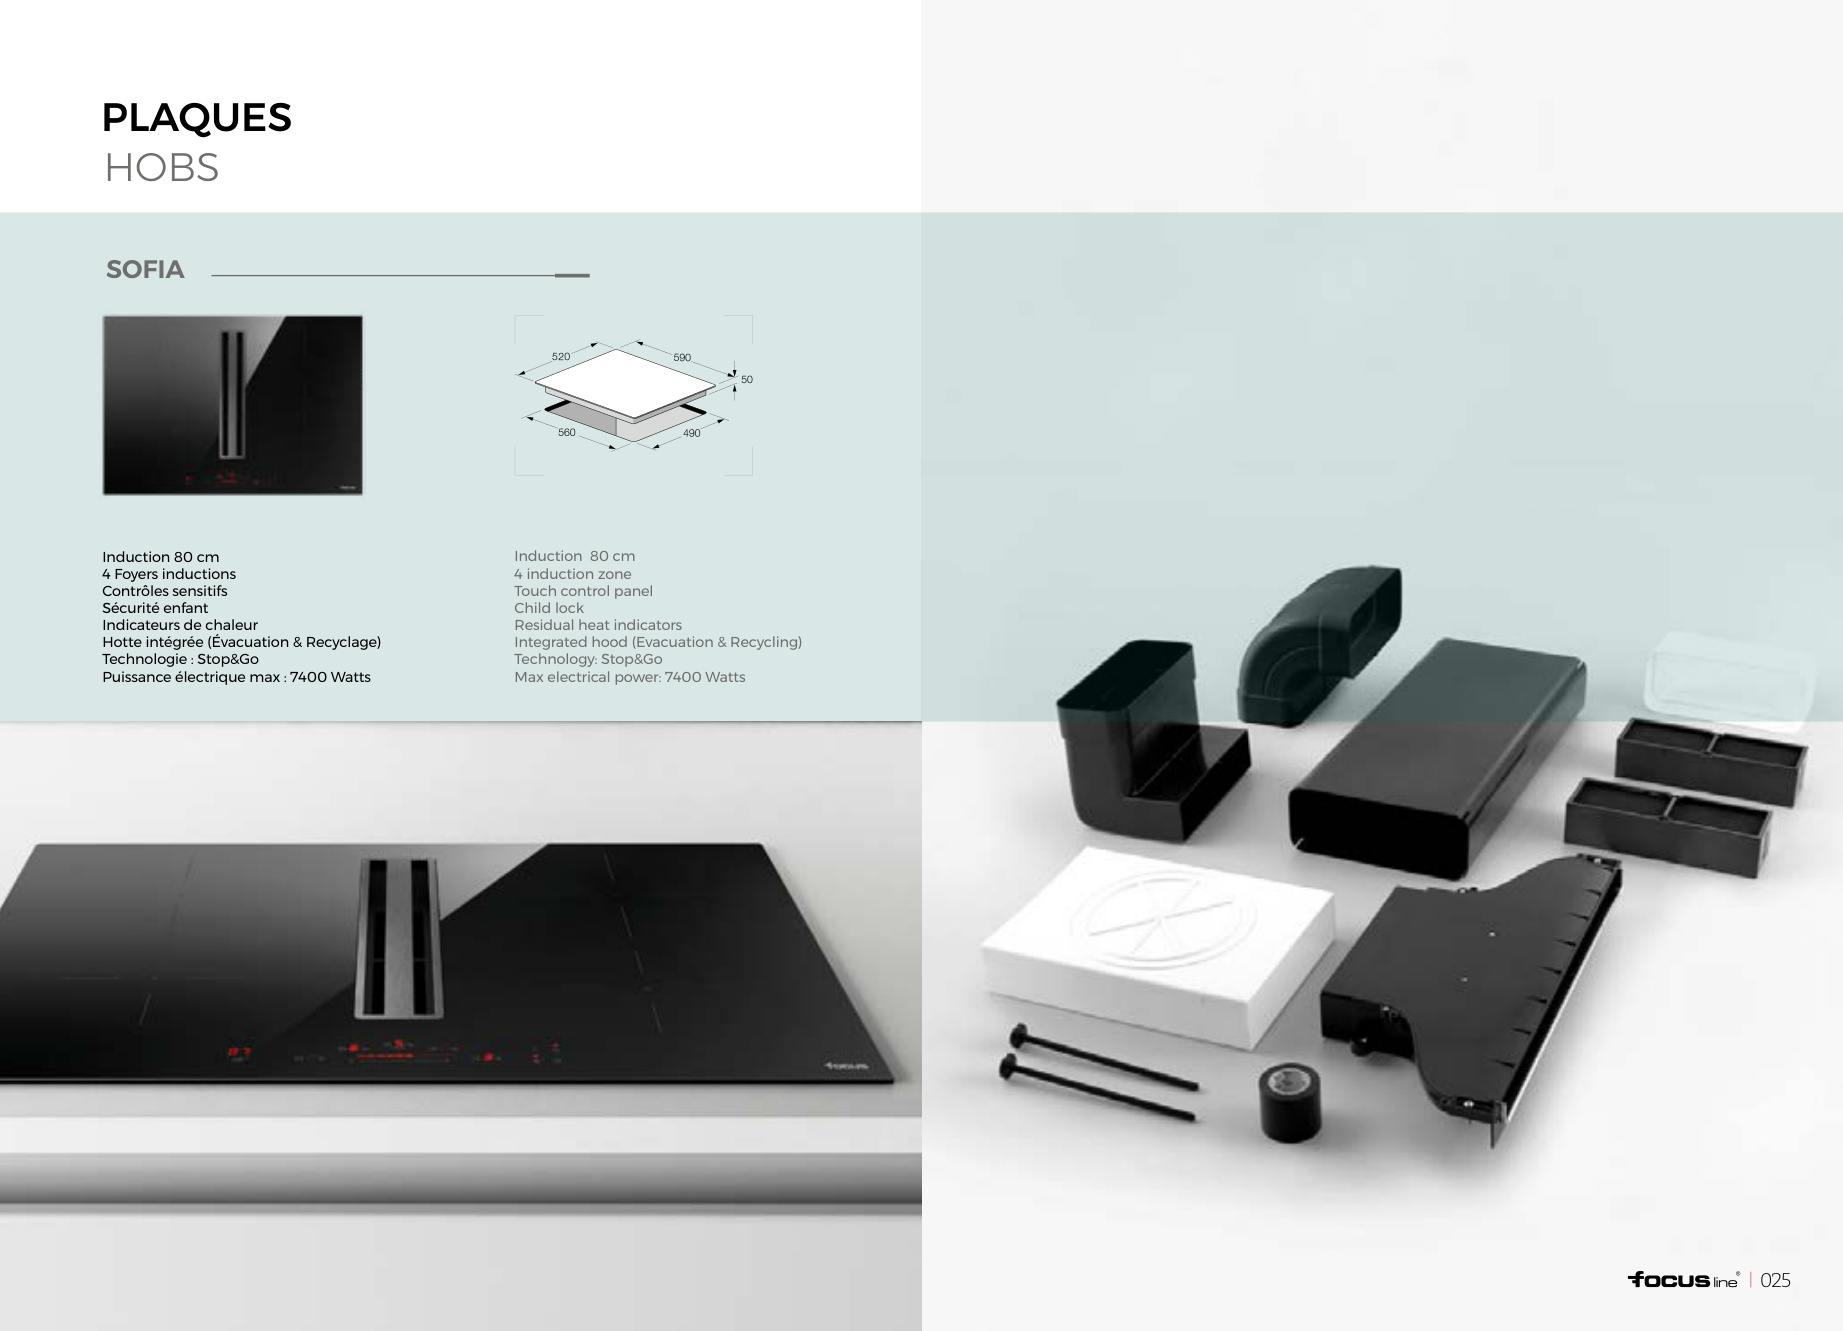 PLAQUES
HOBS
SOFIA
520
590
50
560
490
Induction 80 cm
4 Foyers inductions
Contrôles sensitifs
Sécurité enfant
Indicateurs de chaleur
Hotte intégrée (Évacuation & Recyclage)
Technologie : Stop&Go
Puissance électrique max : 7400 Watts
Induction  80 cm
4 induction zone
Touch control panel
Child lock
Residual heat indicators
Integrated hood (Evacuation & Recycling)
Technology: Stop&Go
Max electrical power: 7400 Watts
focus
focus line® | 025